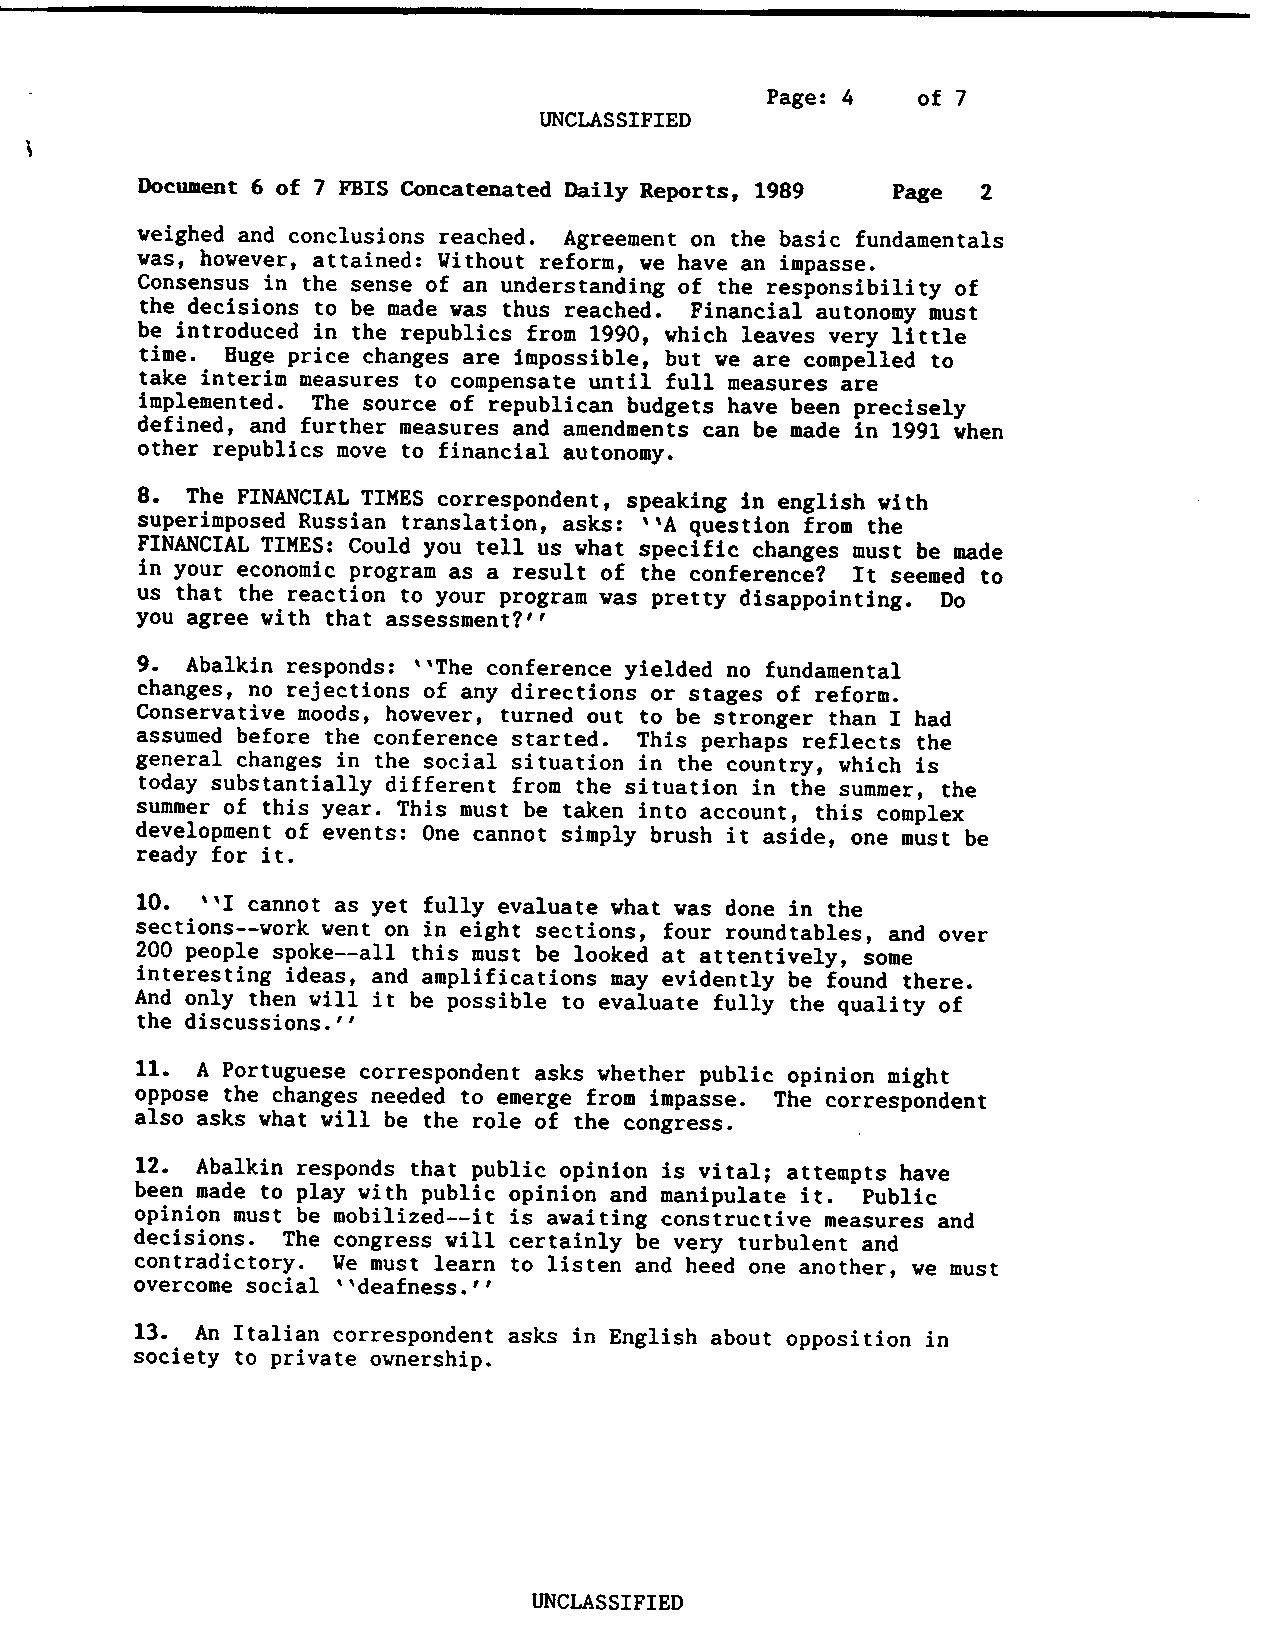 Page: 4 of 7
UNCLASSIFIED
Document 6 of 7 FBIS Concatenated Daily Reports, 1989 Page 2
weighed and conclusions reached. Agreement on the basic fundamentals
was, however, attained: Without reform, we have an impasse.
Consensus in the sense of an understanding of the responsibility of
the decisions to be made was thus reached. Financial autonomy must
be introduced in the republics from 1990, which leaves very little
time. Huge price changes are impossible, but we are compelled to
take interim measures to compensate until full measures are
implemented. The source of republican budgets have been precisely
defined, and further measures and amendments can be made in 1991 when
other republics move to financial autonomy.
8. The FINANCIAL TIMES correspondent, speaking in english with
superimposed Russian translation, asks: ``A question from the
FINANCIAL TIMES: Could you tell us what specific changes must be made
in your economic program as a result of the conference? It seemed to
us that the reaction to your program was pretty disappointing. Do
you agree with that assessment?''
9. Abalkin responds: ``The conference yielded no fundamental
changes, no rejections of any directions or stages of reform.
Conservative moods, however, turned out to be stronger than I had
assumed before the conference started. This perhaps reflects the
general changes in the social situation in the country, which is
today substantially different from the situation in the summer, the
summer of this year. This must be taken into account, this complex
development of events: One cannot simply brush it aside, one must be
ready for it.
10. ``I cannot as yet fully evaluate what was done in the
sections--work went on in eight sections, four roundtables, and over
200 people spoke--all this must be looked at attentively, some
interesting ideas, and amplifications may evidently be found there.
And only then will it be possible to evaluate fully the quality of
the discussions.''
11. A Portuguese correspondent asks whether public opinion might
oppose the changes needed to emerge from impasse. The correspondent
also asks what will be the role of the congress.
12. Abalkin responds that public opinion is vital; attempts have
been made to play with public opinion and manipulate it. Public
opinion must be mobilized--it is awaiting constructive measures and
decisions. The congress will certainly be very turbulent and
contradictory. We must learn to listen and heed one another, we must
overcome social ``deafness.''
13. An Italian correspondent asks in English about opposition in
society to private ownership.
UNCLASSIFIED